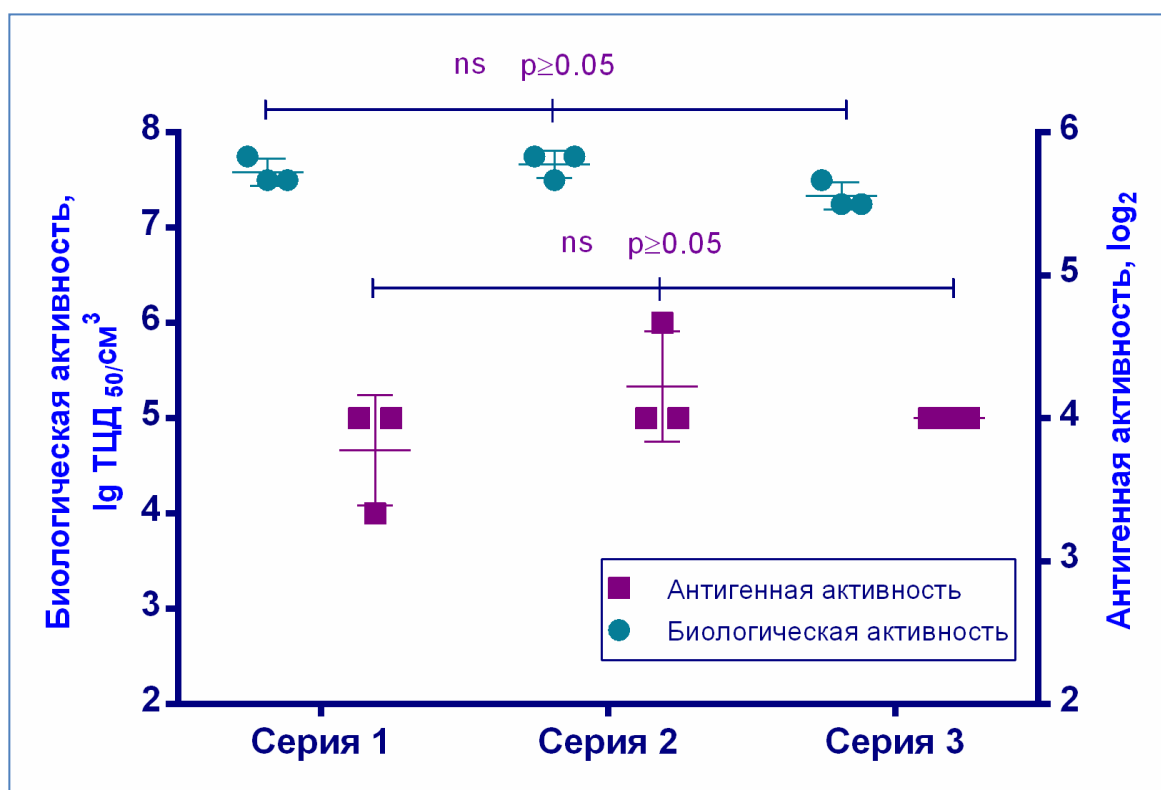 ns p≥0.05
8
7
6
5
4
3
2
Биологическая активность,
lg ТЦД 50/см³
ns p≥0.05
6
5
4
3
2
Антигенная активность, log₂
Антигенная активность
Биологическая активность
Серия 1 Серия 2 Серия 3